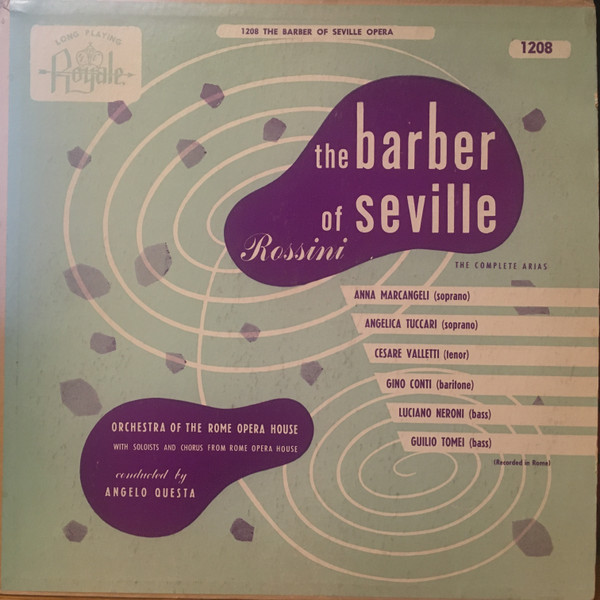 1208 THE BARBER OF SEVILLE OPERA
LONG PLAYING
Royale
1208
the barber
of seville
Rossini
THE COMPLETE ARIAS
ANNA MARCANGELI (soprano)
ANGELICA TUCCARI (soprano)
CESARE VALLETTI (tenor)
GINO CONTI (baritone)
LUCIANO NERONI (bass)
GUILIO TOMEI (bass)
(Recorded in Rome)
ORCHESTRA OF THE ROME OPERA HOUSE
WITH SOLOISTS AND CHORUS FROM ROME OPERA HOUSE
conducted by
ANGELO QUESTA